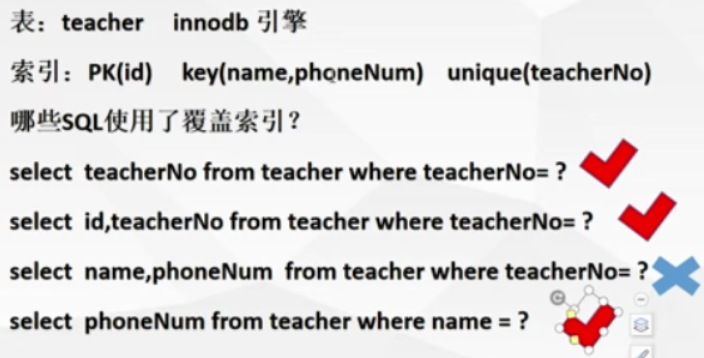 表：teacher innodb 引擎
索引：PK(id) key(name,phoneNum) unique(teacherNo)
哪些SQL使用了覆盖索引？
select teacherNo from teacher where teacherNo= ?
select id,teacherNo from teacher where teacherNo= ?
select name,phoneNum from teacher where teacherNo= ?
select phoneNum from teacher where name = ?